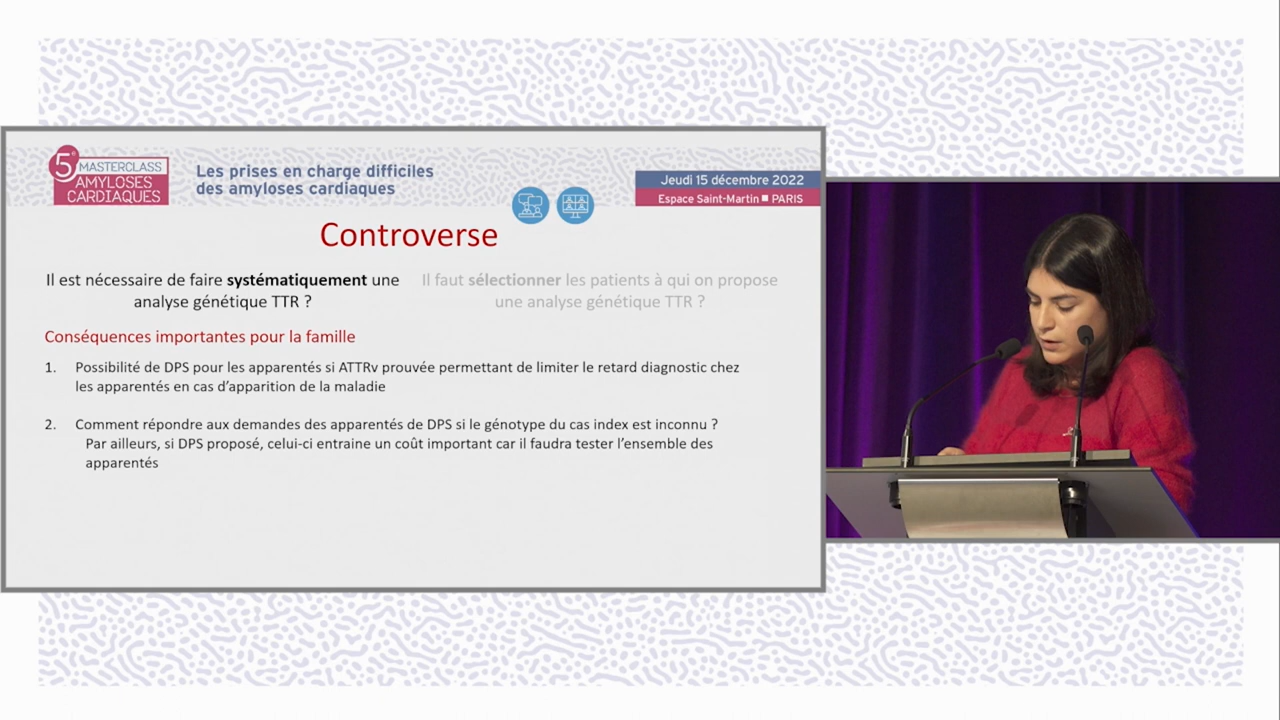 5e MASTERCLASS
AMYLOSES
CARDIAQUES
Les prises en charge difficiles
des amyloses cardiaques
Jeudi 15 décembre 2022
Espace Saint-Martin ■ PARIS
Controverse
Il est nécessaire de faire systématiquement une
analyse génétique TTR ?
Il faut sélectionner les patients à qui on propose
une analyse génétique TTR ?
Conséquences importantes pour la famille
1. Possibilité de DPS pour les apparentés si ATTRv prouvée permettant de limiter le retard diagnostic chez
les apparentés en cas d’apparition de la maladie
2. Comment répondre aux demandes des apparentés de DPS si le génotype du cas index est inconnu ?
Par ailleurs, si DPS proposé, celui-ci entraine un coût important car il faudra tester l’ensemble des
apparentés